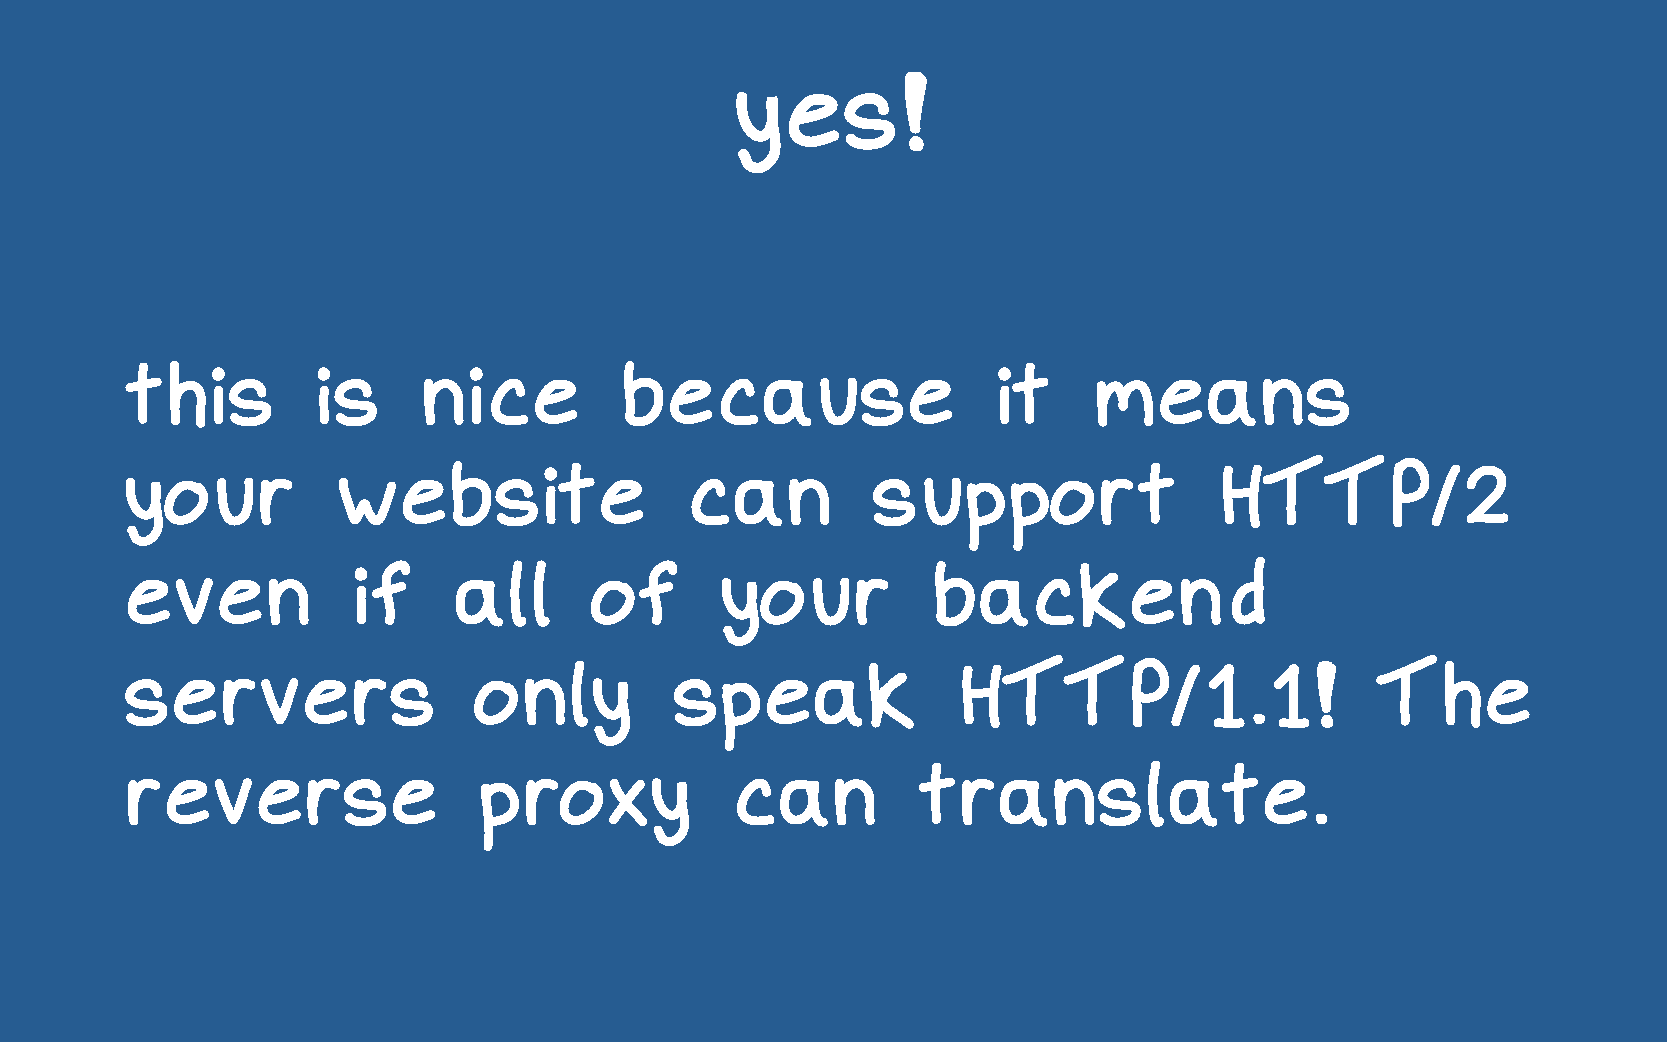 yes!
this is nice because it means
your website can support HTTP/2
even if all of your backend
servers only speak HTTP/1.1! The
reverse proxy can translate.